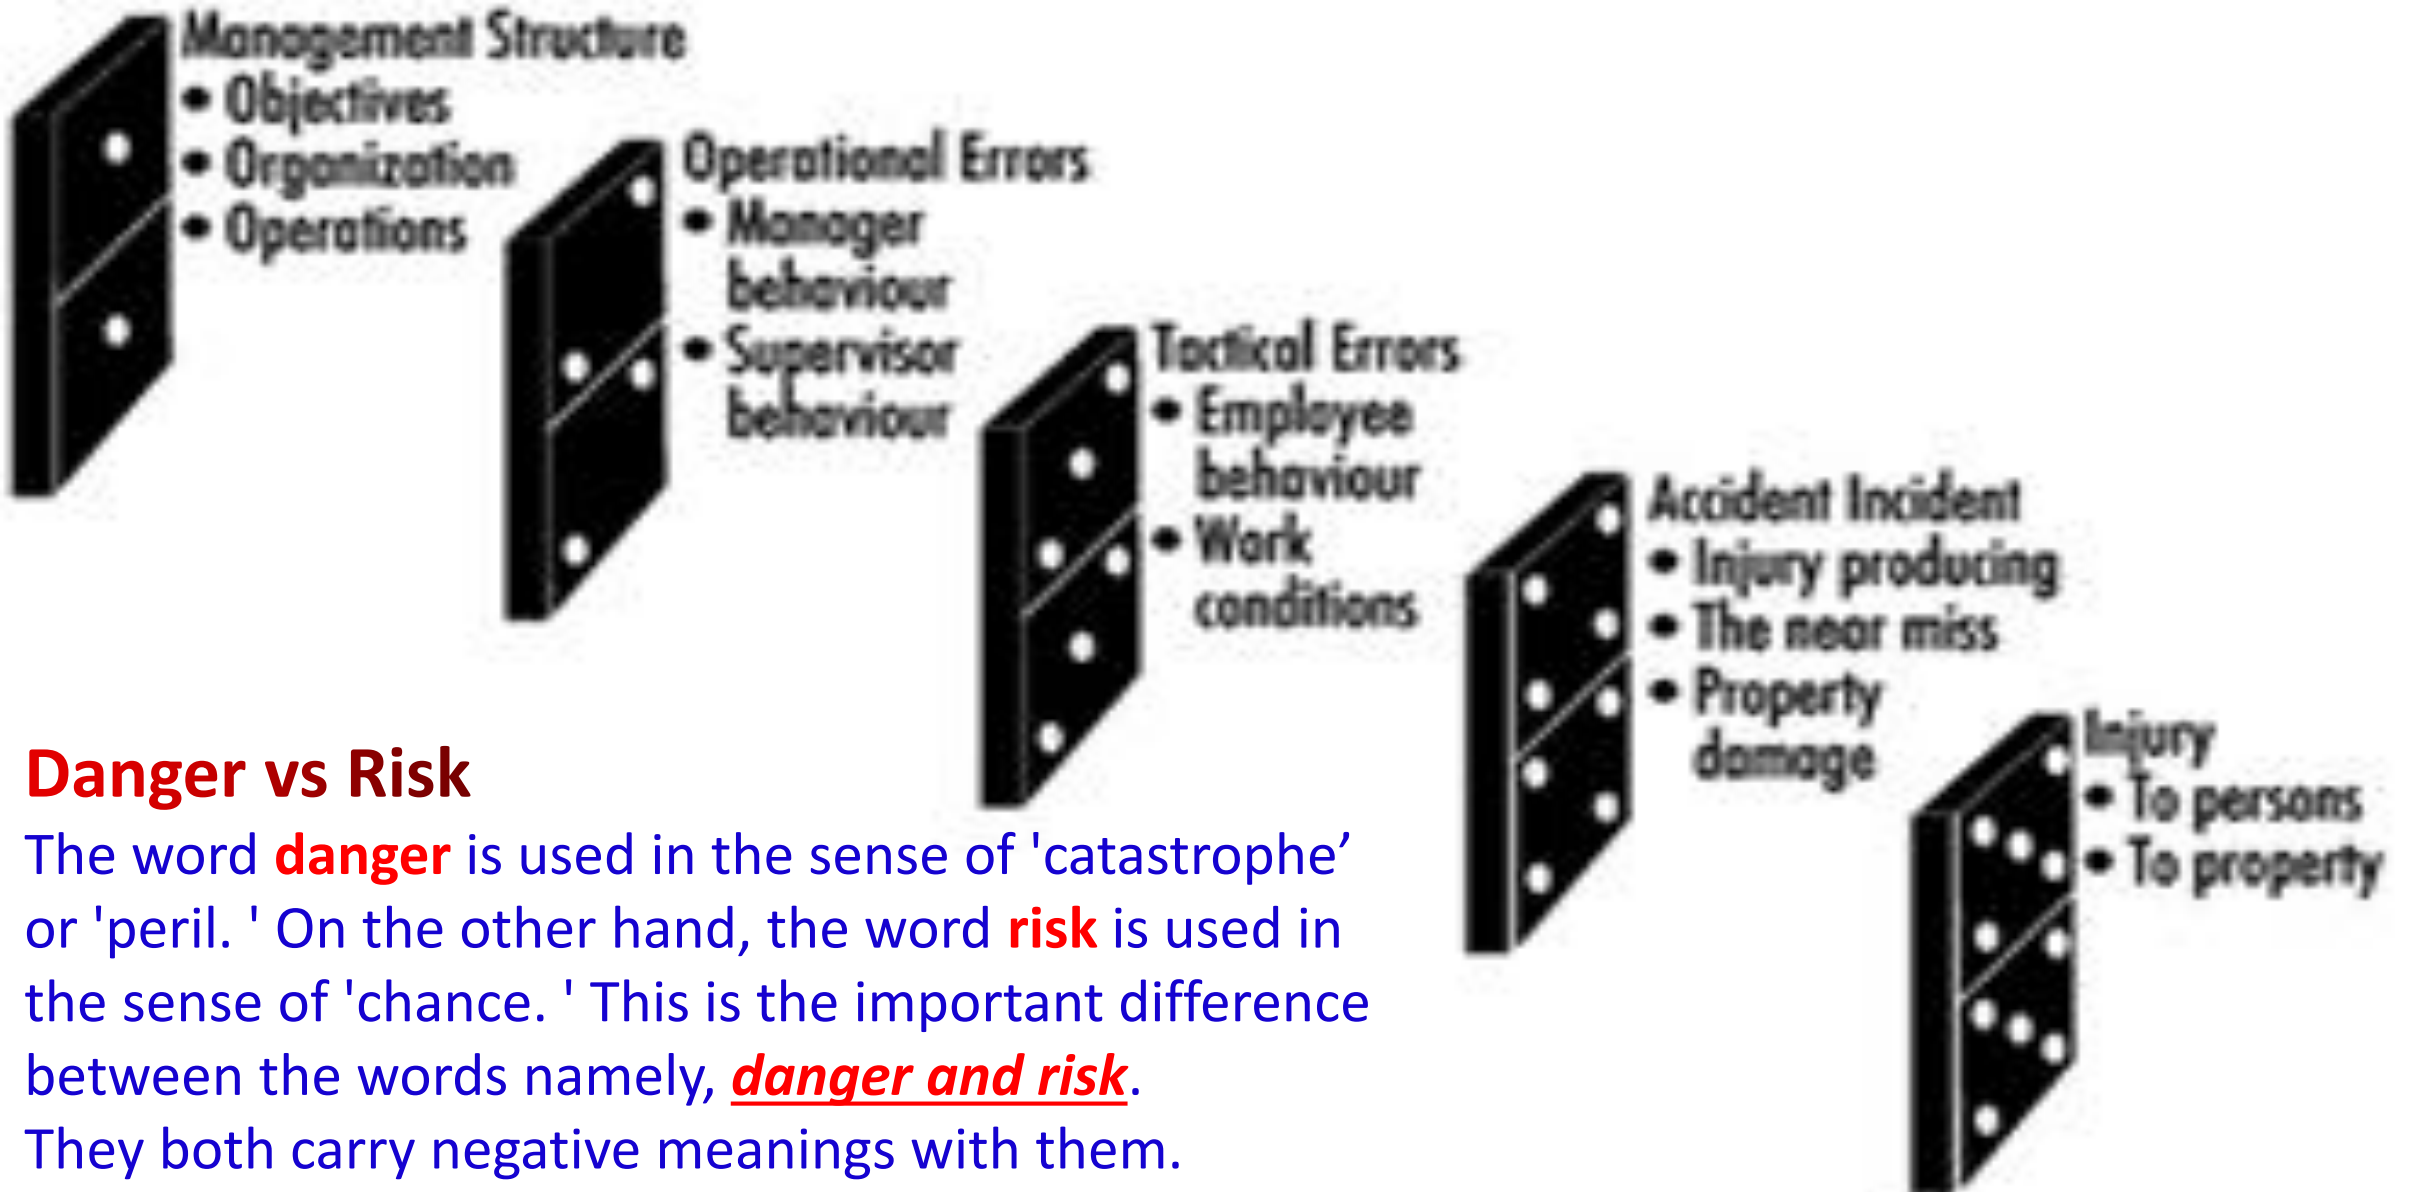 Management Structure
• Objectives
• Organization
• Operations
Operational Errors
• Manager
behaviour
• Supervisor
behaviour
Tactical Errors
• Employee
behaviour
• Work
conditions
Accident Incident
• Injury producing
• The near miss
• Property
damage
Injury
• To persons
• To property
Danger vs Risk
The word danger is used in the sense of 'catastrophe’
or 'peril. ' On the other hand, the word risk is used in
the sense of 'chance. ' This is the important difference
between the words namely, danger and risk.
They both carry negative meanings with them.